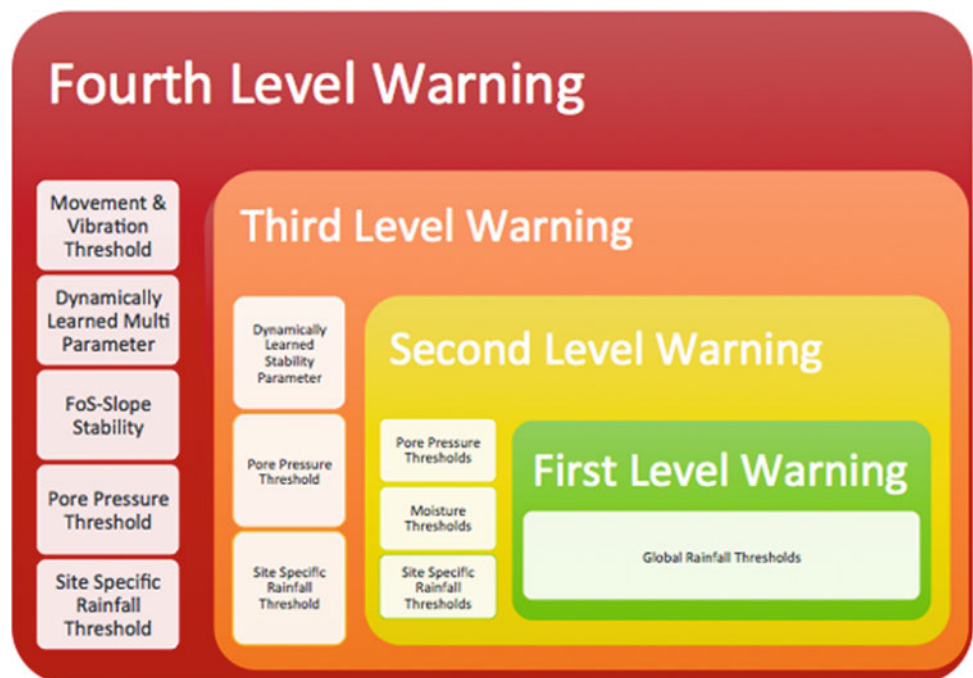 Fourth Level Warning
Movement &
Vibration
Threshold
Dynamically
Learned Multi
Parameter
FoS-Slope
Stability
Pore Pressure
Threshold
Site Specific
Rainfall
Threshold
Third Level Warning
Dynamically
Learned
Stability
Parameter
Pore Pressure
Threshold
Site Specific
Rainfall
Threshold
Second Level Warning
Pore Pressure
Thresholds
Moisture
Thresholds
Site Specific
Rainfall
Thresholds
First Level Warning
Global Rainfall Thresholds